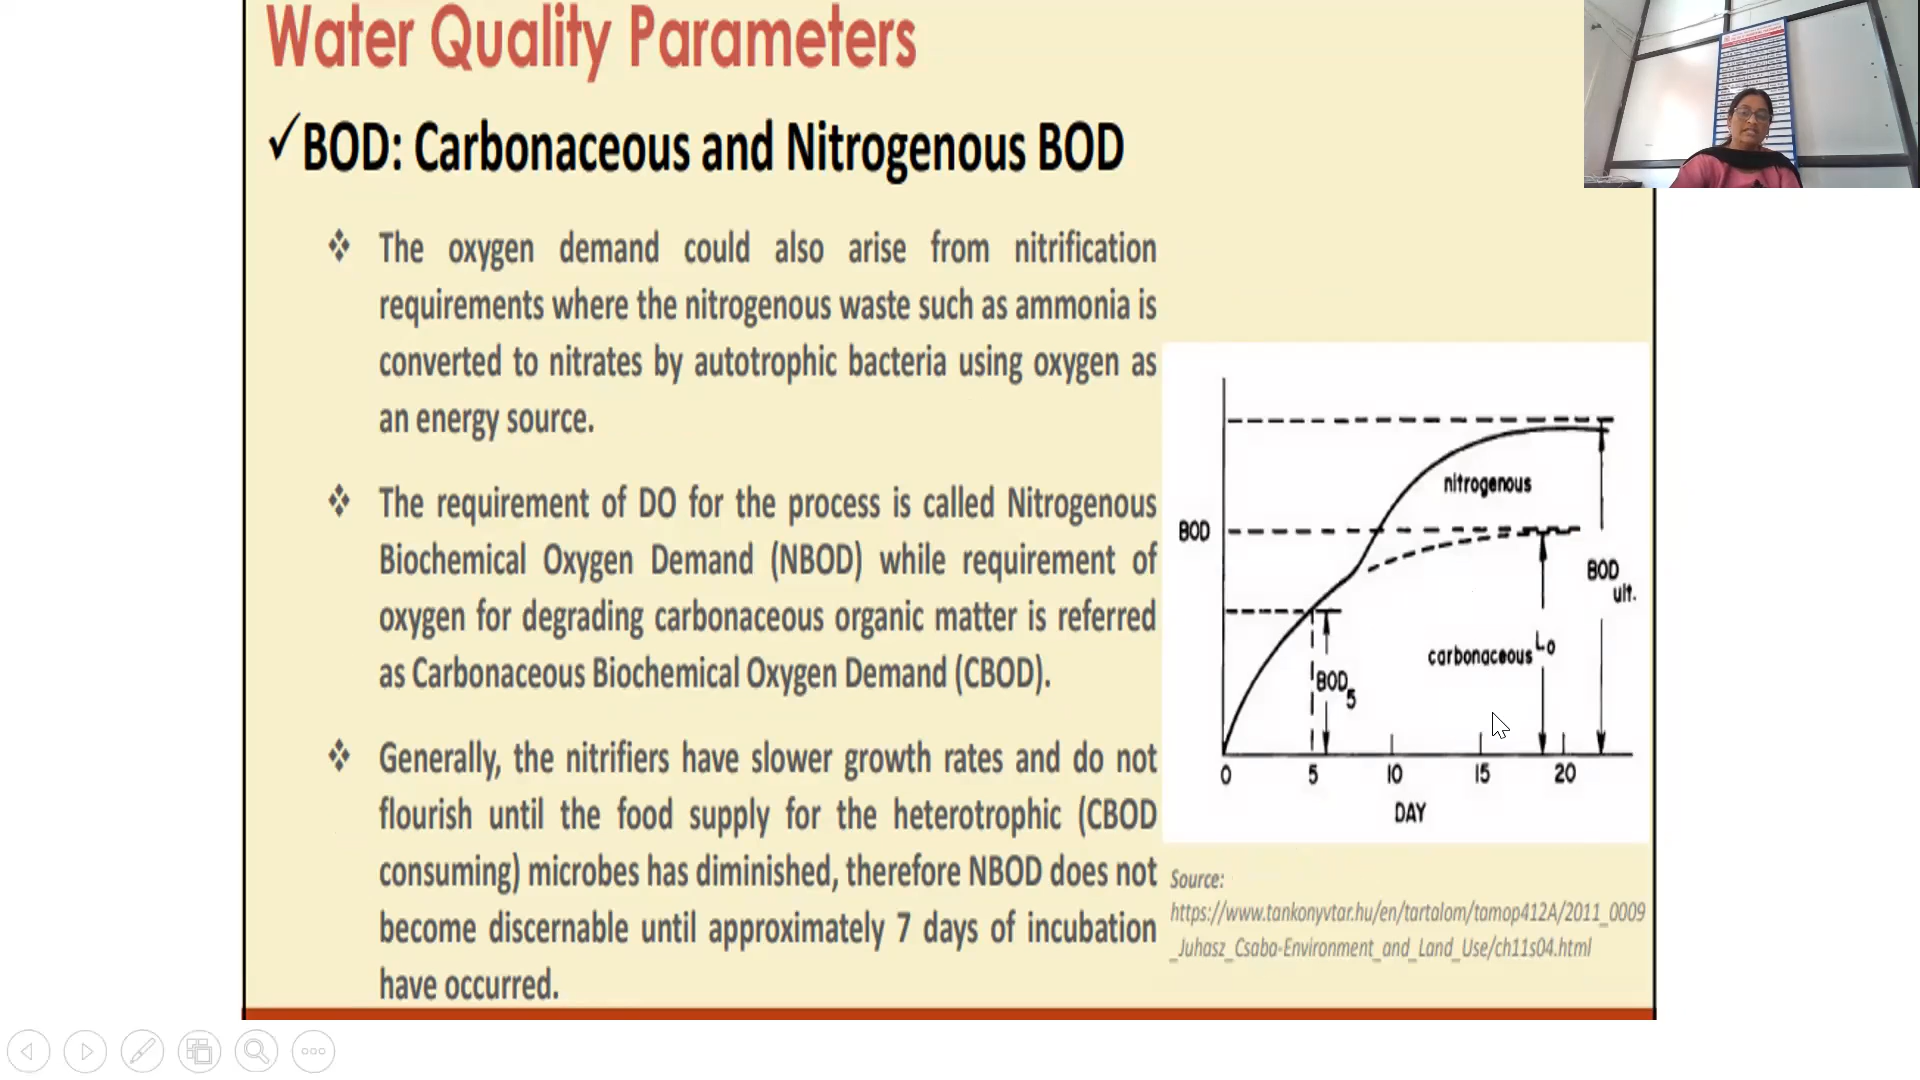 Water Quality Parameters
✓BOD: Carbonaceous and Nitrogenous BOD
❖ The oxygen demand could also arise from nitrification
requirements where the nitrogenous waste such as ammonia is
converted to nitrates by autotrophic bacteria using oxygen as
an energy source.
❖ The requirement of DO for the process is called Nitrogenous
Biochemical Oxygen Demand (NBOD) while requirement of
oxygen for degrading carbonaceous organic matter is referred
as Carbonaceous Biochemical Oxygen Demand (CBOD).
❖ Generally, the nitrifiers have slower growth rates and do not
flourish until the food supply for the heterotrophic (CBOD
consuming) microbes has diminished, therefore NBOD does not
become discernable until approximately 7 days of incubation
have occurred.
nitrogenous
BOD
BOD ult.
carbonaceous Lo
BOD5
0 5 10 15 20
DAY
Source:
https://www.tankonyvtar.hu/en/tartalom/tamop412A/2011_0009
_Juhasz_Csaba-Environment_and_Land_Use/ch11s04.html